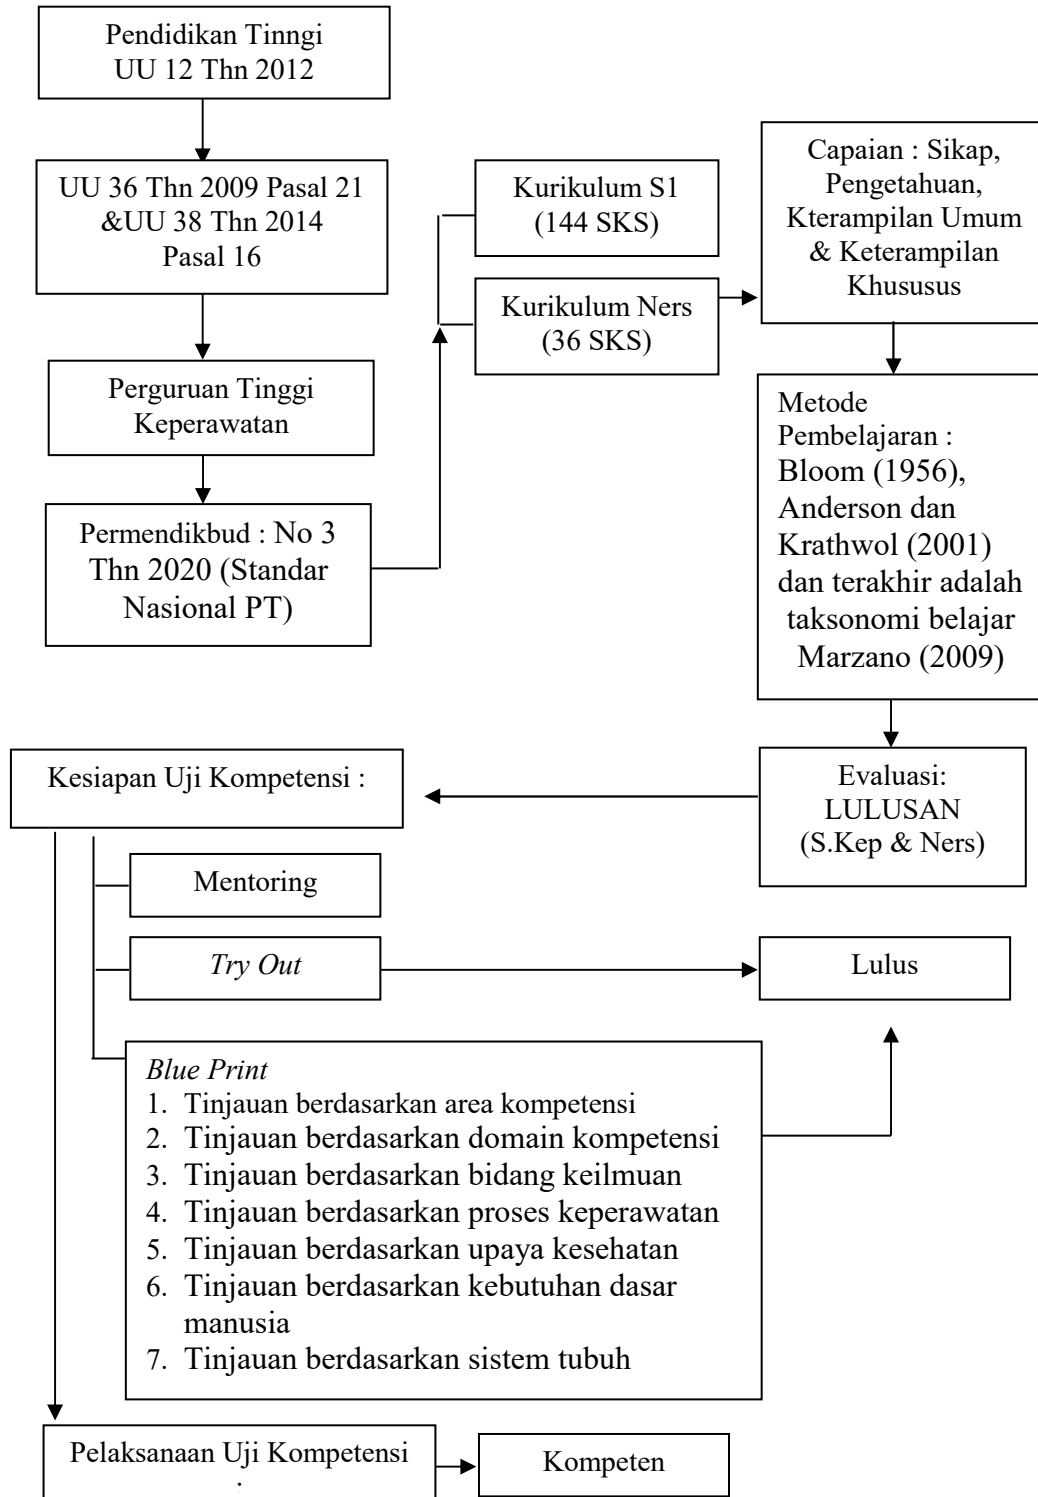 Pendidikan Tinngi
UU 12 Thn 2012
UU 36 Thn 2009 Pasal 21
&UU 38 Thn 2014
Pasal 16
Perguruan Tinggi
Keperawatan
Permendikbud : No 3
Thn 2020 (Standar
Nasional PT)
Kurikulum S1
(144 SKS)
Kurikulum Ners
(36 SKS)
Capaian : Sikap,
Pengetahuan,
Kterampilan Umum
& Keterampilan
Khususus
Metode
Pembelajaran :
Bloom (1956),
Anderson dan
Krathwol (2001)
dan terakhir adalah
taksonomi belajar
Marzano (2009)
Evaluasi:
LULUSAN
(S.Kep & Ners)
Kesiapan Uji Kompetensi :
Mentoring
Try Out
Lulus
Blue Print
1. Tinjauan berdasarkan area kompetensi
2. Tinjauan berdasarkan domain kompetensi
3. Tinjauan berdasarkan bidang keilmuan
4. Tinjauan berdasarkan proses keperawatan
5. Tinjauan berdasarkan upaya kesehatan
6. Tinjauan berdasarkan kebutuhan dasar
manusia
7. Tinjauan berdasarkan sistem tubuh
Pelaksanaan Uji Kompetensi
:
Kompeten